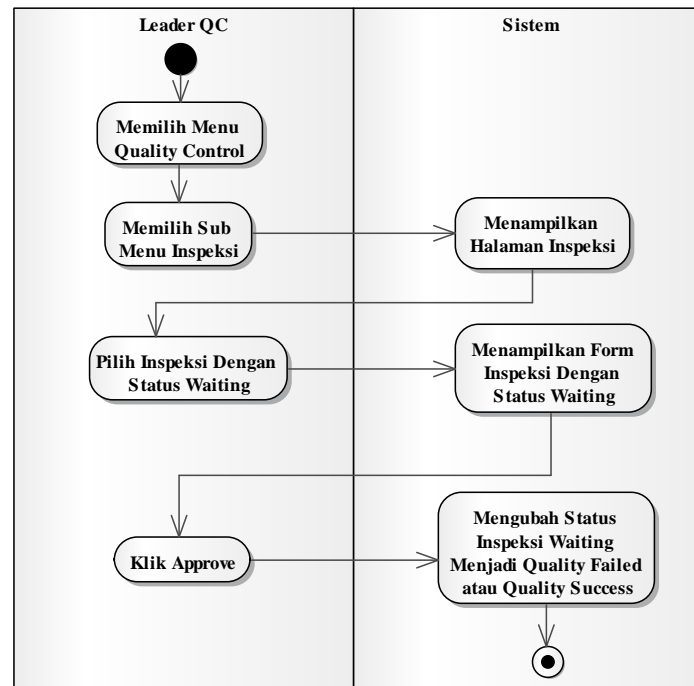 Leader QC
Sistem
Memilih Menu
Quality Control
Memilih Sub
Menu Inspeksi
Menampilkan
Halaman Inspeksi
Pilih Inspeksi Dengan
Status Waiting
Menampilkan Form
Inspeksi Dengan
Status Waiting
Klik Approve
Mengubah Status
Inspeksi Waiting
Menjadi Quality Failed
atau Quality Success